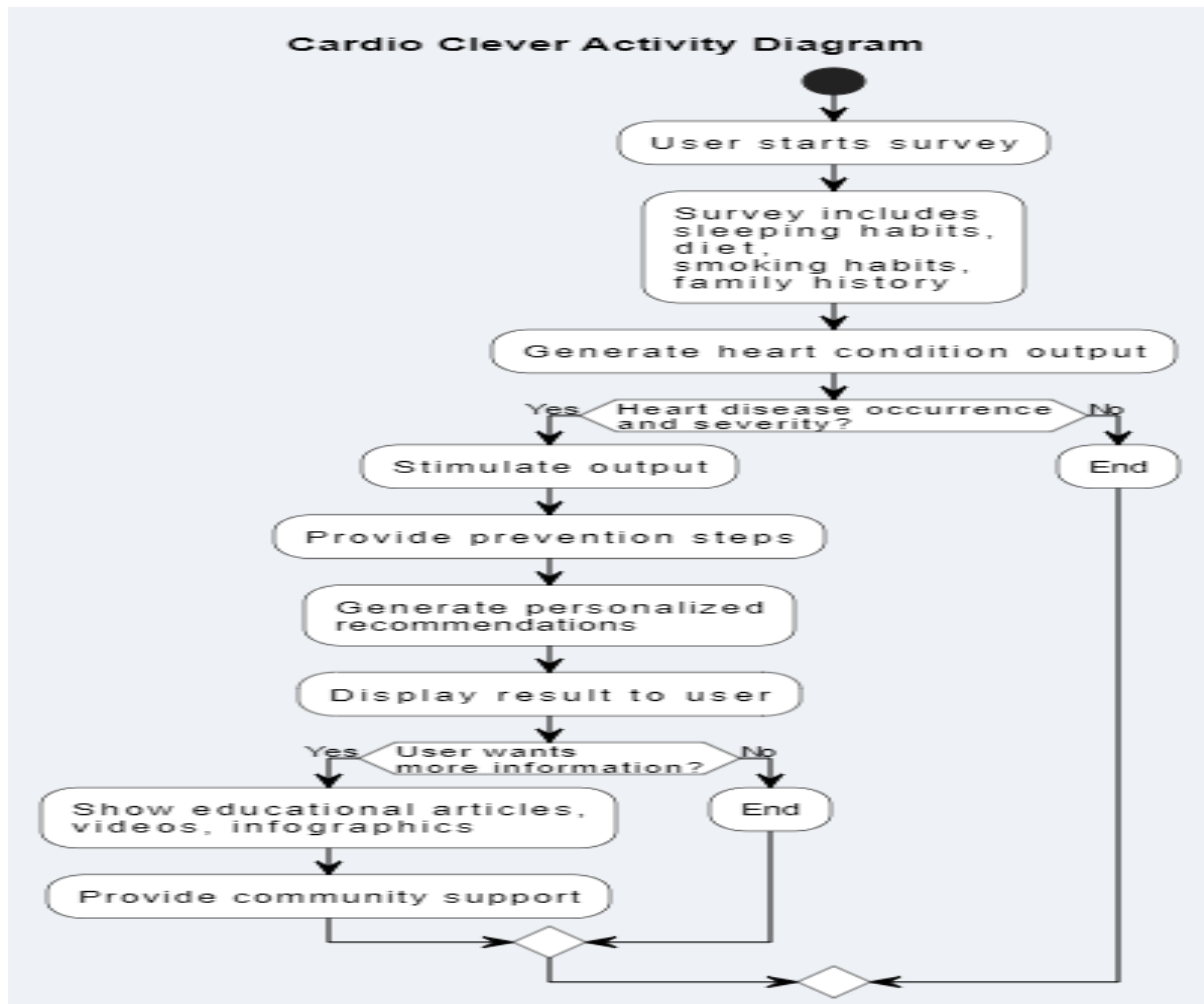 Cardio Clever Activity Diagram
User starts survey
Survey includes
sleeping habits,
diet,
smoking habits,
family history
Generate heart condition output
Yes
Heart disease occurrence
and severity?
No
Stimulate output
End
Provide prevention steps
Generate personalized
recommendations
Display result to user
Yes
User wants
more information?
No
Show educational articles,
videos, infographics
End
Provide community support